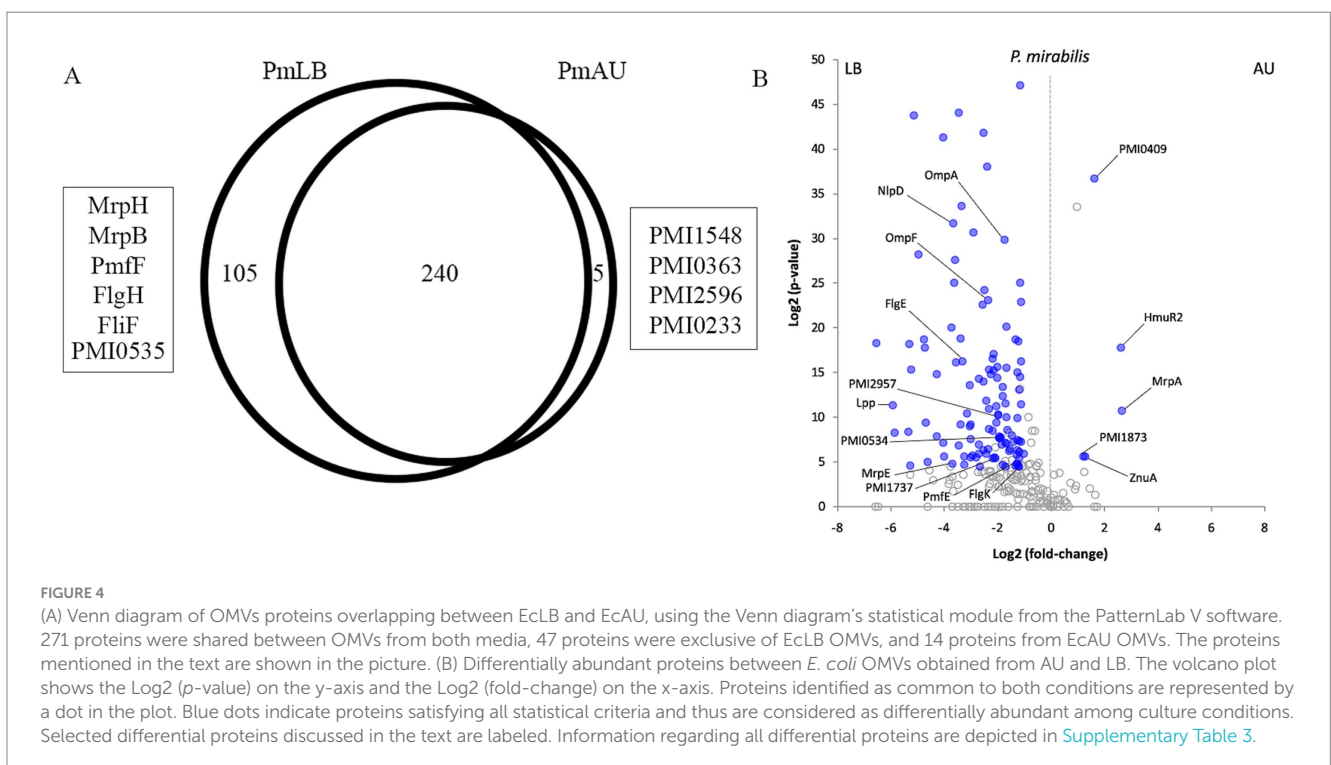 A
PmLB
PmAU
MrpH
MrpB
PmfF
FlgH
FliF
PMI0535
105
240
5
PMI1548
PMI0363
PMI2596
PMI0233
B
P. mirabilis
LB
AU
50
45
40
35
30
25
20
15
10
5
0
Log2 (p-value)
PMI0409
OmpA
NlpD
OmpF
FlgE
HmuR2
MrpA
PMI2957
Lpp
PMI0534
PMI1873
MrpE
PMI1737
PmfE
FlgK
ZnuA
-8
-6
-4
-2
0
2
4
6
8
Log2 (fold-change)
FIGURE 4
(A) Venn diagram of OMVs proteins overlapping between EcLB and EcAU, using the Venn diagram's statistical module from the PatternLab V software.
271 proteins were shared between OMVs from both media, 47 proteins were exclusive of EcLB OMVs, and 14 proteins from EcAU OMVs. The proteins
mentioned in the text are shown in the picture. (B) Differentially abundant proteins between E. coli OMVs obtained from AU and LB. The volcano plot
shows the Log2 (p-value) on the y-axis and the Log2 (fold-change) on the x-axis. Proteins identified as common to both conditions are represented by
a dot in the plot. Blue dots indicate proteins satisfying all statistical criteria and thus are considered as differentially abundant among culture conditions.
Selected differential proteins discussed in the text are labeled. Information regarding all differential proteins are depicted in Supplementary Table 3.